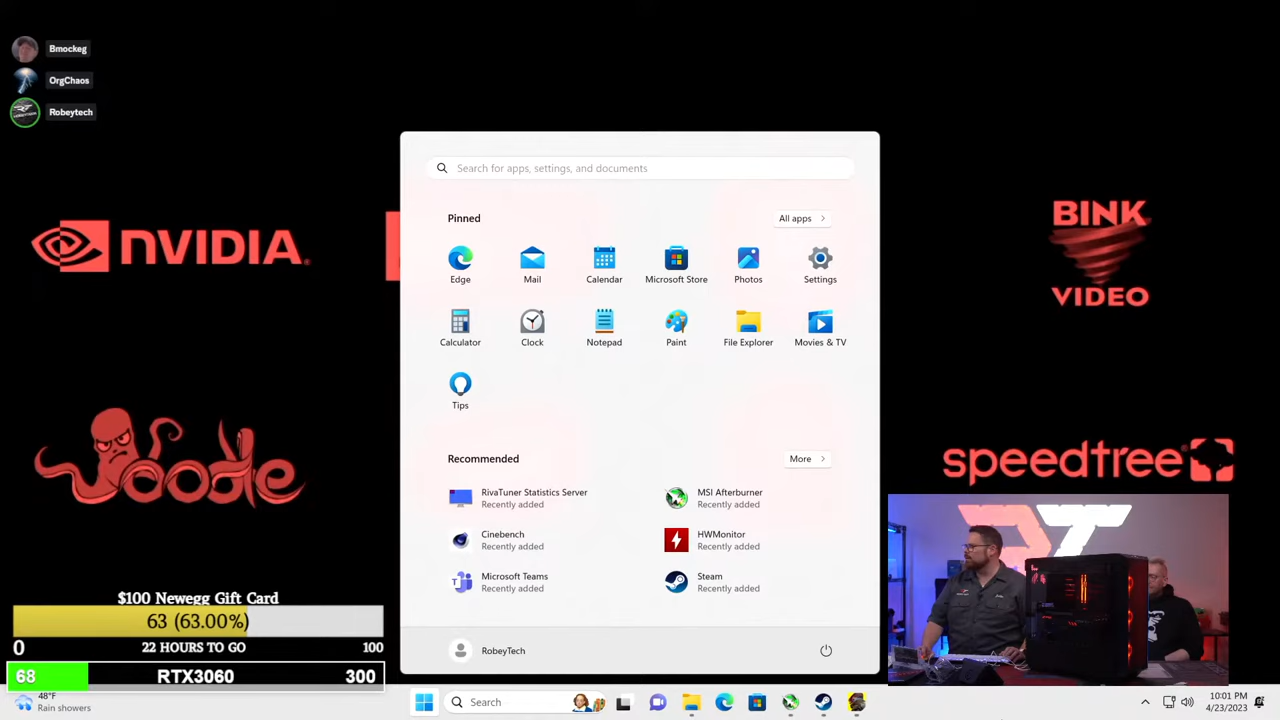 Bmockeg
OrgChaos
Robeytech
Search for apps, settings, and documents
Pinned
All apps
Edge
Mail
Calendar
Microsoft Store
Photos
Settings
Calculator
Clock
Notepad
Paint
File Explorer
Movies & TV
Tips
Recommended
More
RivaTuner Statistics Server
Recently added
MSI Afterburner
Recently added
Cinebench
Recently added
HWMonitor
Recently added
Microsoft Teams
Recently added
Steam
Recently added
RobeyTech
NVIDIA.
BINK
VIDEO
oodle
speedtree
$100 Newegg Gift Card
63 (63.00%)
0
22 HOURS TO GO
100
68
RTX3060
300
48°F
Rain showers
Search
10:01 PM
4/23/2023